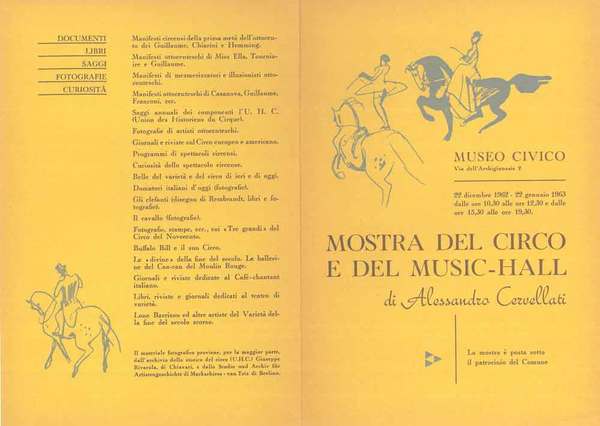 DOCUMENTI
LIBRI
SAGGI
FOTOGRAFIE
CURIOSITÀ
Manifesti circensi della prima metà dell'ottocen-
to dei Guillaume, Chiarini e Hemming.
Manifesti ottocenteschi di Miss Ella, Tournia-
ire e Guillaume.
Manifesti di mesmerizzatori e illusionisti otto-
centeschi.
Manifesti ottocenteschi di Casanova, Guillaume,
Franconi, ecc.
Saggi annuali dei componenti l'U. H. C.
(Union des Historiens du Cirque).
Fotografie di artisti ottocenteschi.
Giornali e riviste sul Circo europeo e americano.
Programmi di spettacoli circensi.
Curiosità dello spettacolo circense.
Belle del varietà e del circo di ieri e di oggi.
Domatori italiani d'oggi (fotografie).
Gli elefanti (disegno di Rembrandt, libri e fo-
tografie).
Il cavallo (fotografie).
Fotografie, stampe, ecc., sui «Tre grandi» del
Circo del Novecento.
Buffalo Bill e il suo Circo.
Le «divine» della fine del secolo. Le balleri-
ne del Can-can del Moulin Rouge.
Giornali e riviste dedicate al Café-chantant
italiano.
Libri, riviste e giornali dedicati al teatro di
varietà.
Lona Barrison ed altre artiste del Varietà del-
la fine del secolo scorso.
Il materiale fotografico proviene, per la maggior parte,
dall'archivio della storica del circo (U.H.C.) Giuseppe
Rivarola, di Chiavari, e dallo Studio und Archiv für
Artistengeschichte di Markschiess - van Trix di Berlino.
MUSEO CIVICO
Via dell'Archiginnasio 2
22 dicembre 1962 - 22 gennaio 1963
dalle ore 10,30 alle ore 12,30 e dalle
ore 15,30 alle ore 19,30.
MOSTRA DEL CIRCO
E DEL MUSIC-HALL
di Alessandro Cervellati
La mostra è posta sotto
il patrocinio del Comune